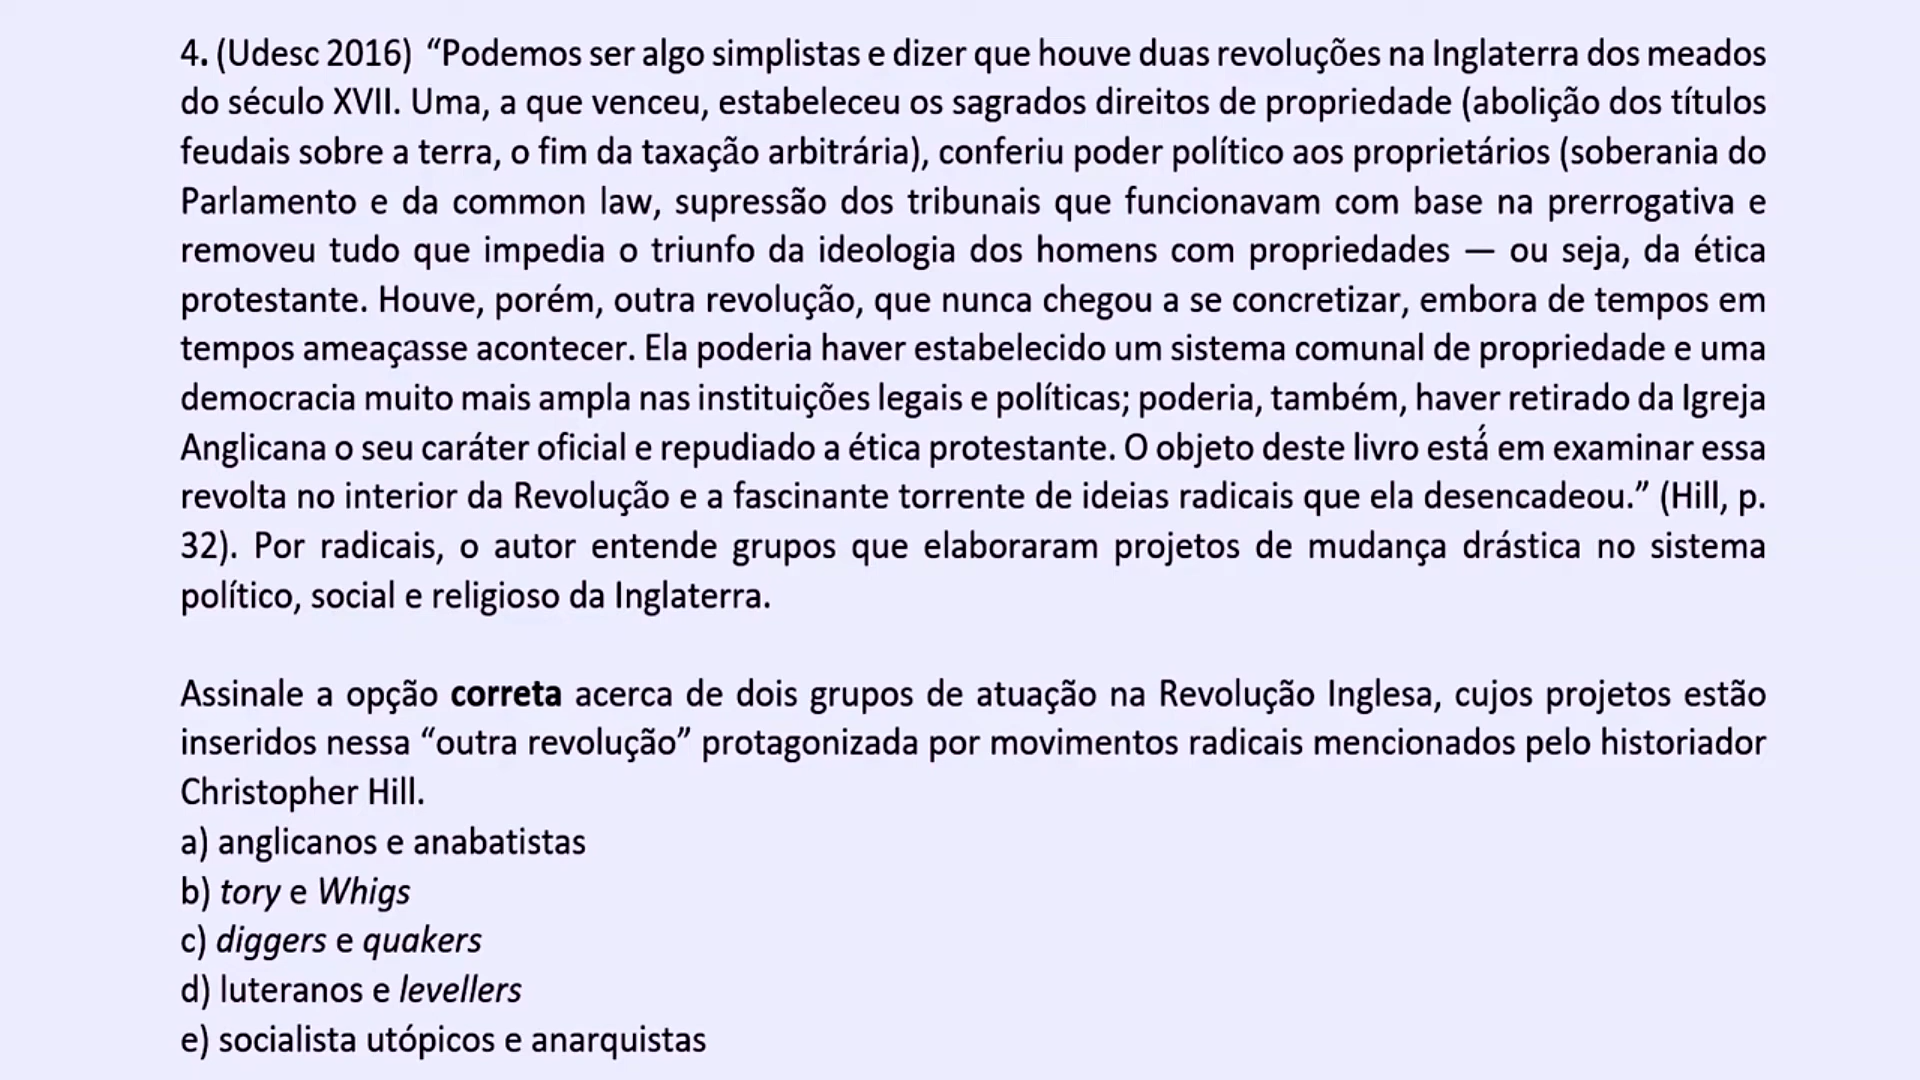 4. (Udesc 2016) “Podemos ser algo simplistas e dizer que houve duas revoluções na Inglaterra dos meados
do século XVII. Uma, a que venceu, estabeleceu os sagrados direitos de propriedade (abolição dos títulos
feudais sobre a terra, o fim da taxação arbitrária), conferiu poder político aos proprietários (soberania do
Parlamento e da common law, supressão dos tribunais que funcionavam com base na prerrogativa e
removeu tudo que impedia o triunfo da ideologia dos homens com propriedades — ou seja, da ética
protestante. Houve, porém, outra revolução, que nunca chegou a se concretizar, embora de tempos em
tempos ameaçasse acontecer. Ela poderia haver estabelecido um sistema comunal de propriedade e uma
democracia muito mais ampla nas instituições legais e políticas; poderia, também, haver retirado da Igreja
Anglicana o seu caráter oficial e repudiado a ética protestante. O objeto deste livro está́ em examinar essa
revolta no interior da Revolução e a fascinante torrente de ideias radicais que ela desencadeou.” (Hill, p.
32). Por radicais, o autor entende grupos que elaboraram projetos de mudança drástica no sistema
político, social e religioso da Inglaterra.
Assinale a opção correta acerca de dois grupos de atuação na Revolução Inglesa, cujos projetos estão
inseridos nessa “outra revolução” protagonizada por movimentos radicais mencionados pelo historiador
Christopher Hill.
a) anglicanos e anabatistas
b) tory e Whigs
c) diggers e quakers
d) luteranos e levellers
e) socialista utópicos e anarquistas